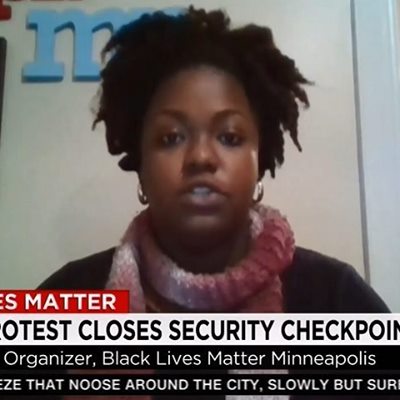 ES MATTER
ROTEST CLOSES SECURITY CHECKPOIN
Organizer, Black Lives Matter Minneapolis
EZE THAT NOOSE AROUND THE CITY, SLOWLY BUT